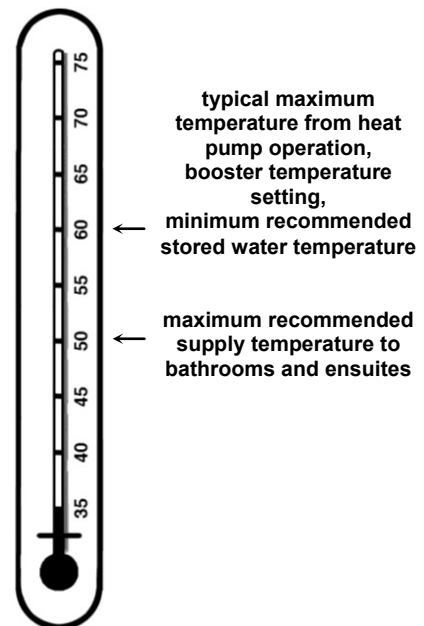 75
70
65
60
55
50
45
40
35
typical maximum
temperature from heat
pump operation,
booster temperature
setting,
minimum recommended
stored water temperature
maximum recommended
supply temperature to
bathrooms and ensuites